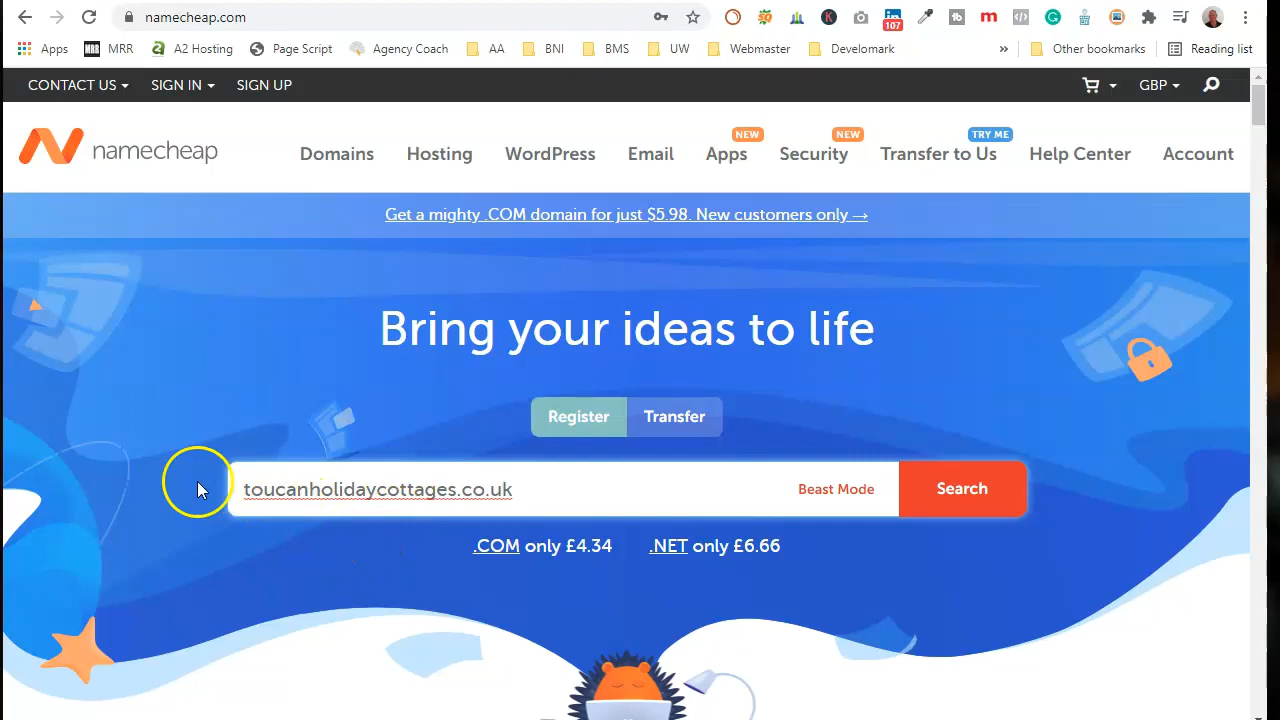 namecheap.com
107
Apps MRR A2 Hosting Page Script Agency Coach AA BNI BMS UW Webmaster Develomark » Other bookmarks Reading list
CONTACT US SIGN IN SIGN UP GBP
NEW NEW TRY ME
namecheap Domains Hosting WordPress Email Apps Security Transfer to Us Help Center Account
Get a mighty .COM domain for just $5.98. New customers only →
Bring your ideas to life
Register Transfer
toucanholidaycottages.co.uk Beast Mode Search
.COM only £4.34 .NET only £6.66